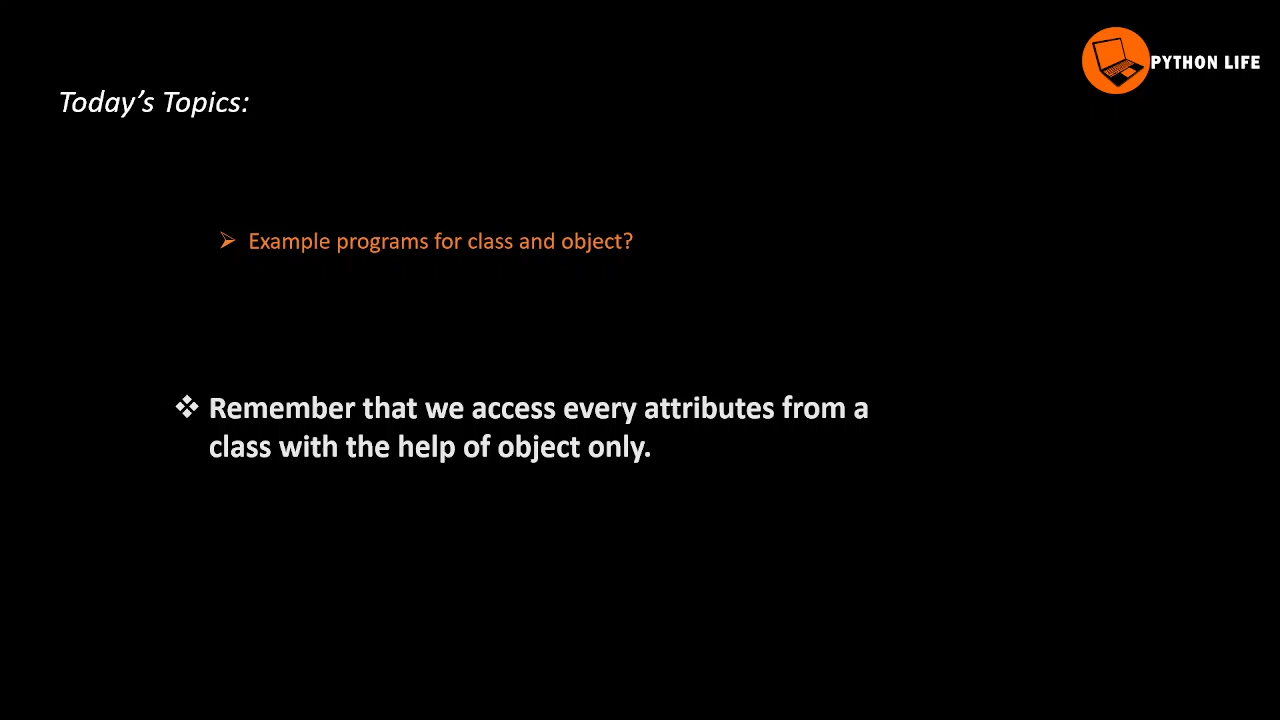 PYTHON LIFE
Today’s Topics:
Example programs for class and object?
Remember that we access every attributes from a
class with the help of object only.